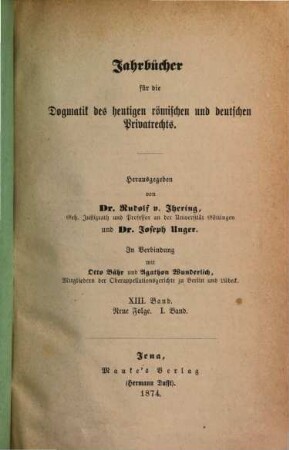 Jahrbücher
für die
Dogmatik des heutigen römischen und deutschen
Privatrechts.
Herausgegeben
von
Dr. Rudolf v. Ihering,
Geh. Justizrath und Professor an der Universität Göttingen
und Dr. Joseph Unger.
In Verbindung
mit
Otto Bähr und Agathon Wunderlich,
Mitgliedern der Oberappellationsgerichte zu Berlin und Lübeck.
XIII. Band.
Neue Folge. I. Band.
Jena,
Mauke's Verlag
(Hermann Dufft).
1874.